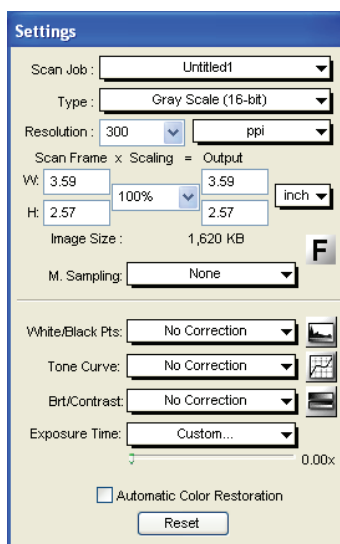 Settings
Scan Job : Untitled1
Type : Gray Scale (16-bit)
Resolution : 300 ppi
Scan Frame x Scaling = Output
W: 3.59 100% 3.59 inch
H: 2.57 2.57
Image Size : 1,620 KB
F
M. Sampling: None
White/Black Pts: No Correction
Tone Curve: No Correction
Brt/Contrast: No Correction
Exposure Time: Custom...
0.00x
Automatic Color Restoration
Reset